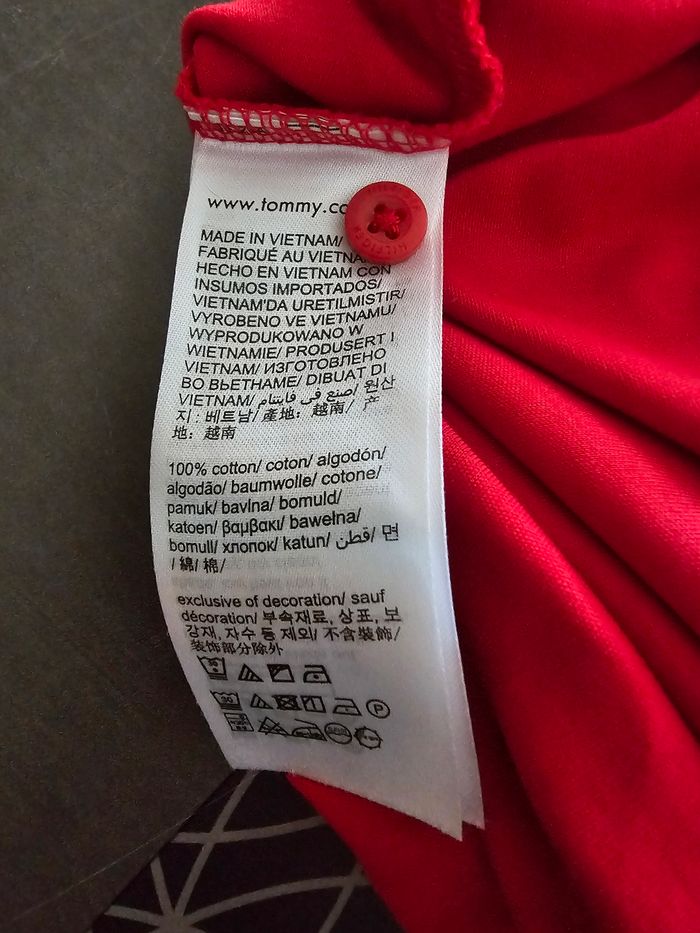 www.tommy.co
HILFIGER
MADE IN VIETNAM/
FABRIQUÉ AU VIETNAM/
HECHO EN VIETNAM CON
INSUMOS IMPORTADOS/
VIETNAM'DA URETILMISTIR/
VYROBENO VE VIETNAMU/
WYPRODUKOWANO W
WIETNAMIE/ PRODUSERT I
VIETNAM/ ИЗГОТОВЛЕНО
ВО ВЬЕТНАМЕ/ DIBUAT DI
VIETNAM/ صنع في فايتنام/ 원산
지 : 베트남/ 產地: 越南/ 产
地: 越南
100% cotton/ coton/ algodón/
algodão/ baumwolle/ cotone/
pamuk/ bavlna/ bomuld/
katoen/ βαμβακι/ bawełna/
bomull/ хлопок/ katun/ قطن/ 면
/ 綿/ 棉/
exclusive of decoration/ sauf
décoration/ 부속재료, 상표, 보
강재, 자수 등 제외/ 不含裝飾/
装饰部分除外
30
30
P